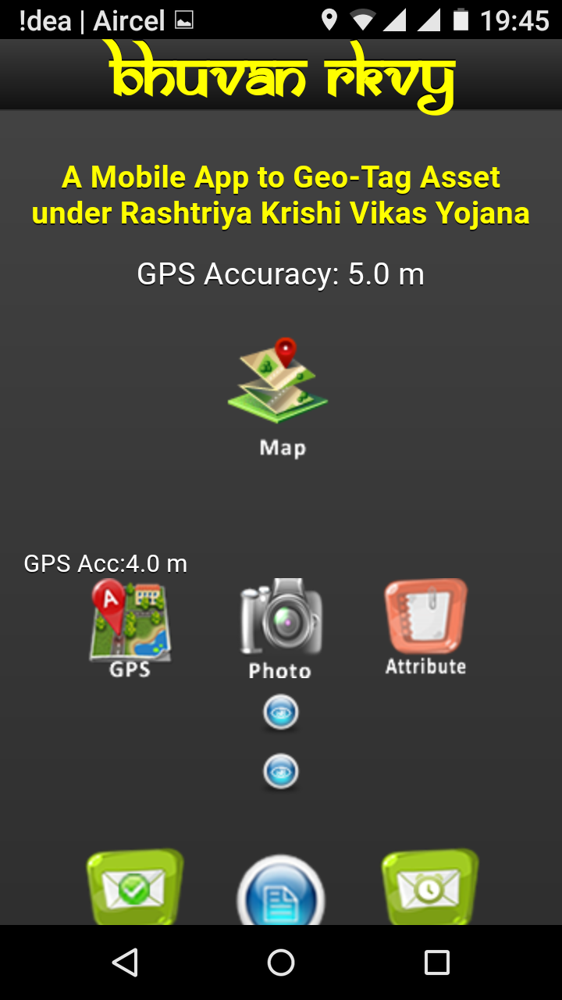 !dea | Aircel 19:45
Bhuvan RKVY
A Mobile App to Geo-Tag Asset
under Rashtriya Krishi Vikas Yojana
GPS Accuracy: 5.0 m
Map
GPS Acc:4.0 m
A
GPS Photo Attribute